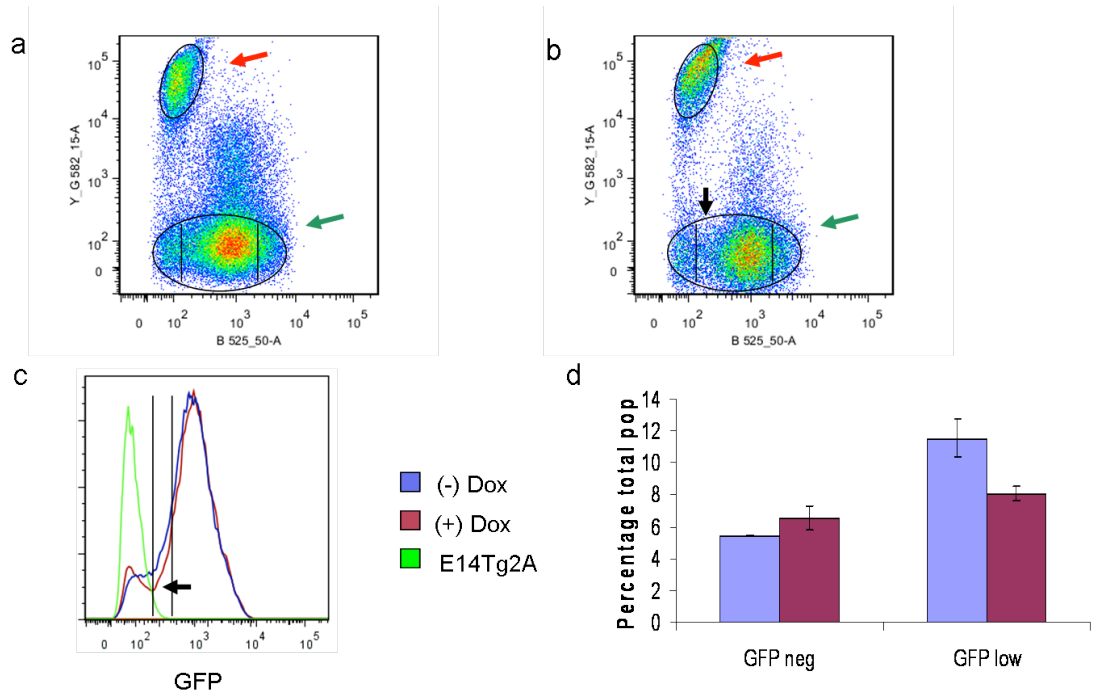 a
b
10^5
10^4
10^3
10^2
0
Y_G 582_15-A
0 10^2 10^3 10^4 10^5
B 525_50-A
10^5
10^4
10^3
10^2
0
Y_G 582_15-A
0 10^2 10^3 10^4 10^5
B 525_50-A
c
0 10^2 10^3 10^4 10^5
GFP
(-) Dox
(+) Dox
E14Tg2A
d
Percentage total pop
14
12
10
8
6
4
2
0
GFP neg GFP low